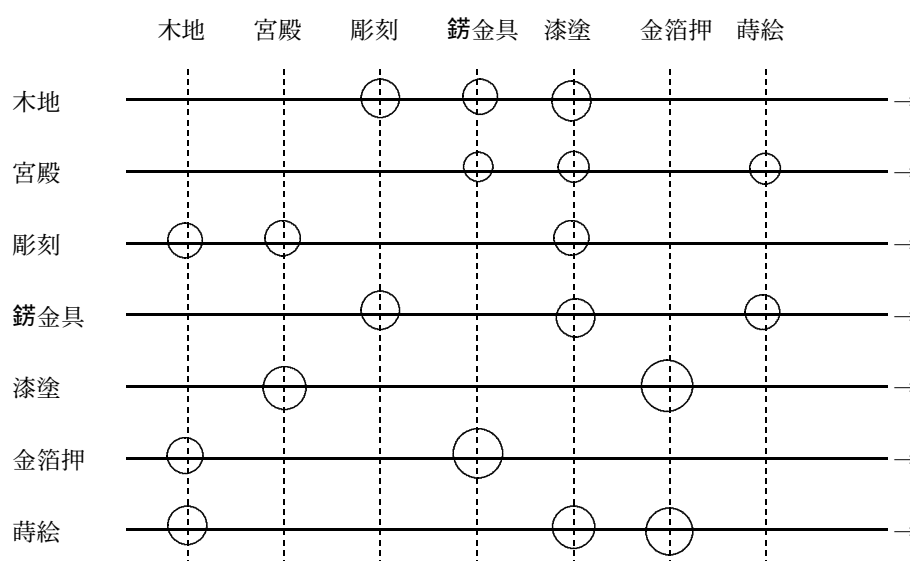 木地 宮殿 彫刻 錺金具 漆塗 金箔押 蒔絵
木地
宮殿
彫刻
錺金具
漆塗
金箔押
蒔絵